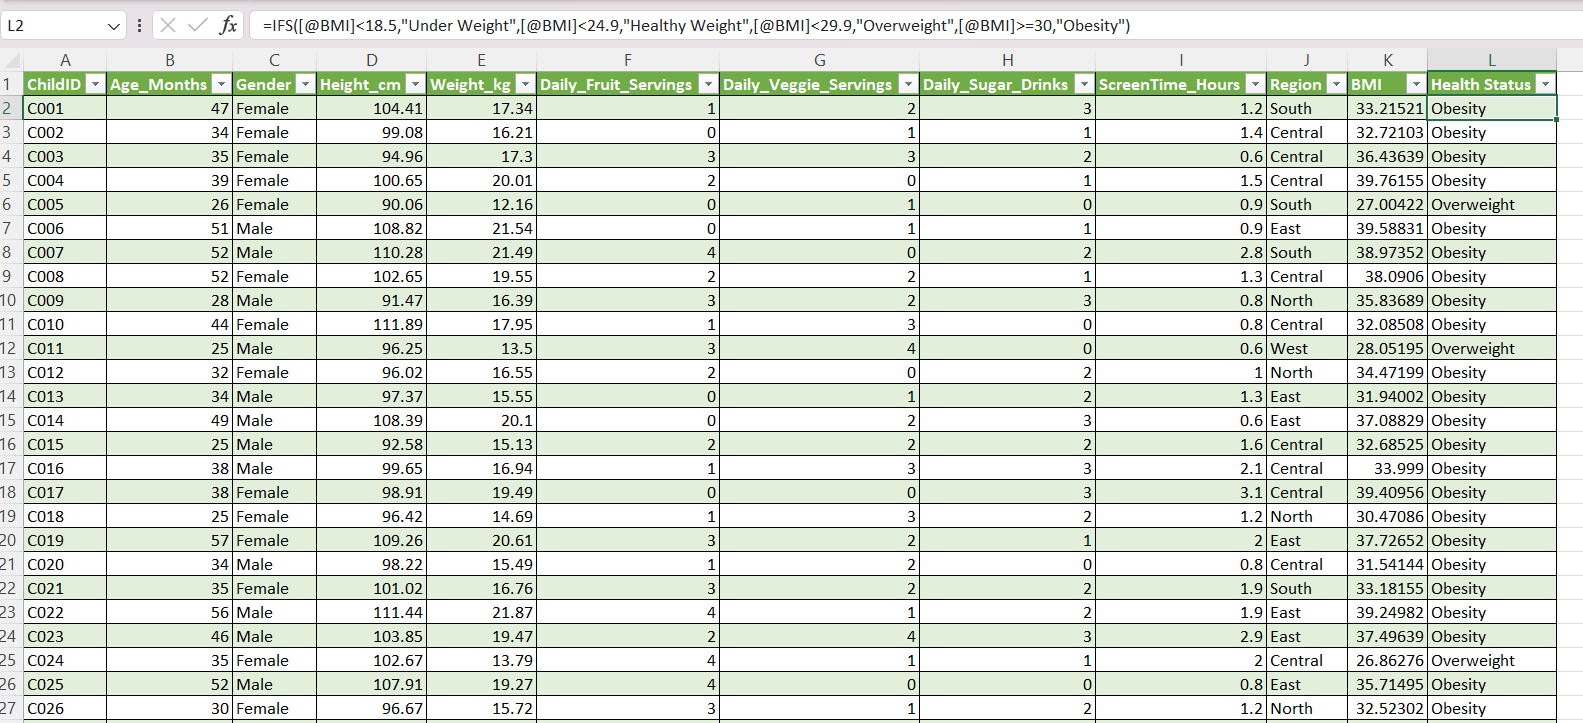 L2 fx =IFS([@BMI]<18.5,"Under Weight",[@BMI]<24.9,"Healthy Weight",[@BMI]<29.9,"Overweight",[@BMI]>=30,"Obesity")
A B C D E F G H I J K L
1 ChildID Age_Months Gender Height_cm Weight_kg Daily_Fruit_Servings Daily_Veggie_Servings Daily_Sugar_Drinks ScreenTime_Hours Region BMI Health Status
2 C001 47 Female 104.41 17.34 1 2 3 1.2 South 33.21521 Obesity
3 C002 34 Female 99.08 16.21 0 1 1 1.4 Central 32.72103 Obesity
4 C003 35 Female 94.96 17.3 3 3 2 0.6 Central 36.43639 Obesity
5 C004 39 Female 100.65 20.01 2 0 1 1.5 Central 39.76155 Obesity
6 C005 26 Female 90.06 12.16 0 1 0 0.9 South 27.00422 Overweight
7 C006 51 Male 108.82 21.54 0 1 1 0.9 East 39.58831 Obesity
8 C007 52 Male 110.28 21.49 4 0 2 2.8 South 38.97352 Obesity
9 C008 52 Female 102.65 19.55 2 2 1 1.3 Central 38.0906 Obesity
10 C009 28 Male 91.47 16.39 3 2 3 0.8 North 35.83689 Obesity
11 C010 44 Female 111.89 17.95 1 3 0 0.8 Central 32.08508 Obesity
12 C011 25 Male 96.25 13.5 3 4 0 0.6 West 28.05195 Overweight
13 C012 32 Female 96.02 16.55 2 0 2 1 North 34.47199 Obesity
14 C013 34 Male 97.37 15.55 0 1 2 1.3 East 31.94002 Obesity
15 C014 49 Male 108.39 20.1 0 2 3 0.6 East 37.08829 Obesity
16 C015 25 Male 92.58 15.13 2 2 2 1.6 Central 32.68525 Obesity
17 C016 38 Male 99.65 16.94 1 3 3 2.1 Central 33.999 Obesity
18 C017 38 Female 98.91 19.49 0 0 3 3.1 Central 39.40956 Obesity
19 C018 25 Female 96.42 14.69 1 3 2 1.2 North 30.47086 Obesity
20 C019 57 Female 109.26 20.61 3 2 1 2 East 37.72652 Obesity
21 C020 34 Male 98.22 15.49 1 2 0 0.8 Central 31.54144 Obesity
22 C021 35 Female 101.02 16.76 3 2 2 1.9 South 33.18155 Obesity
23 C022 56 Male 111.44 21.87 4 1 2 1.9 East 39.24982 Obesity
24 C023 46 Male 103.85 19.47 2 4 3 2.9 East 37.49639 Obesity
25 C024 35 Female 102.67 13.79 4 1 1 2 Central 26.86276 Overweight
26 C025 52 Male 107.91 19.27 4 0 0 0.8 East 35.71495 Obesity
27 C026 30 Female 96.67 15.72 3 1 2 1.2 North 32.52302 Obesity